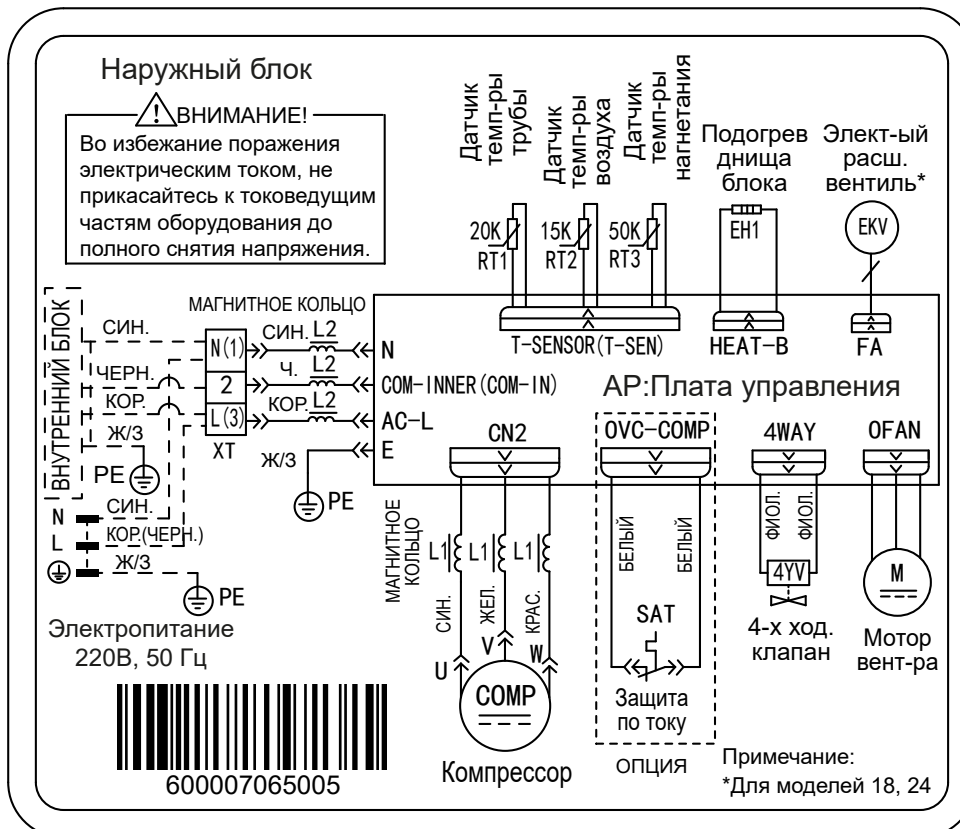 Наружный блок
ВНИМАНИЕ!
Во избежание поражения
электрическим током, не
прикасайтесь к токоведущим
частям оборудования до
полного снятия напряжения.
Датчик
темп-ры
трубы
Датчик
темп-ры
воздуха
Датчик
темп-ры
нагнетания
Подогрев
днища
блока
Элект-ый
расш.
вентиль*
20K
RT1
15K
RT2
50K
RT3
EH1
EKV
T-SENSOR(T-SEN)
HEAT-B
FA
ВНУТРЕННИЙ БЛОК
МАГНИТНОЕ КОЛЬЦО
СИН.
N(1)
СИН.
L2
N
ЧЕРН.
2
Ч.
L2
COM-INNER(COM-IN)
КОР.
L(3)
КОР.
L2
AC-L
Ж/З
XT
Ж/З
E
PE
PE
АР:Плата управления
N
СИН.
L
КОР.(ЧЕРН.)
Ж/З
PE
Электропитание
220В, 50 Гц
CN2
OVC-COMP
4WAY
OFAN
МАГНИТНОЕ
КОЛЬЦО
L1
L1
L1
СИН.
ЖЕЛ.
КРАС.
U
V
W
COMP
Компрессор
БЕЛЫЙ
БЕЛЫЙ
SAT
Защита
по току
ОПЦИЯ
ФИОЛ.
ФИОЛ.
4YV
4-х ход.
клапан
M
Мотор
вент-ра
600007065005
Примечание:
*Для моделей 18, 24